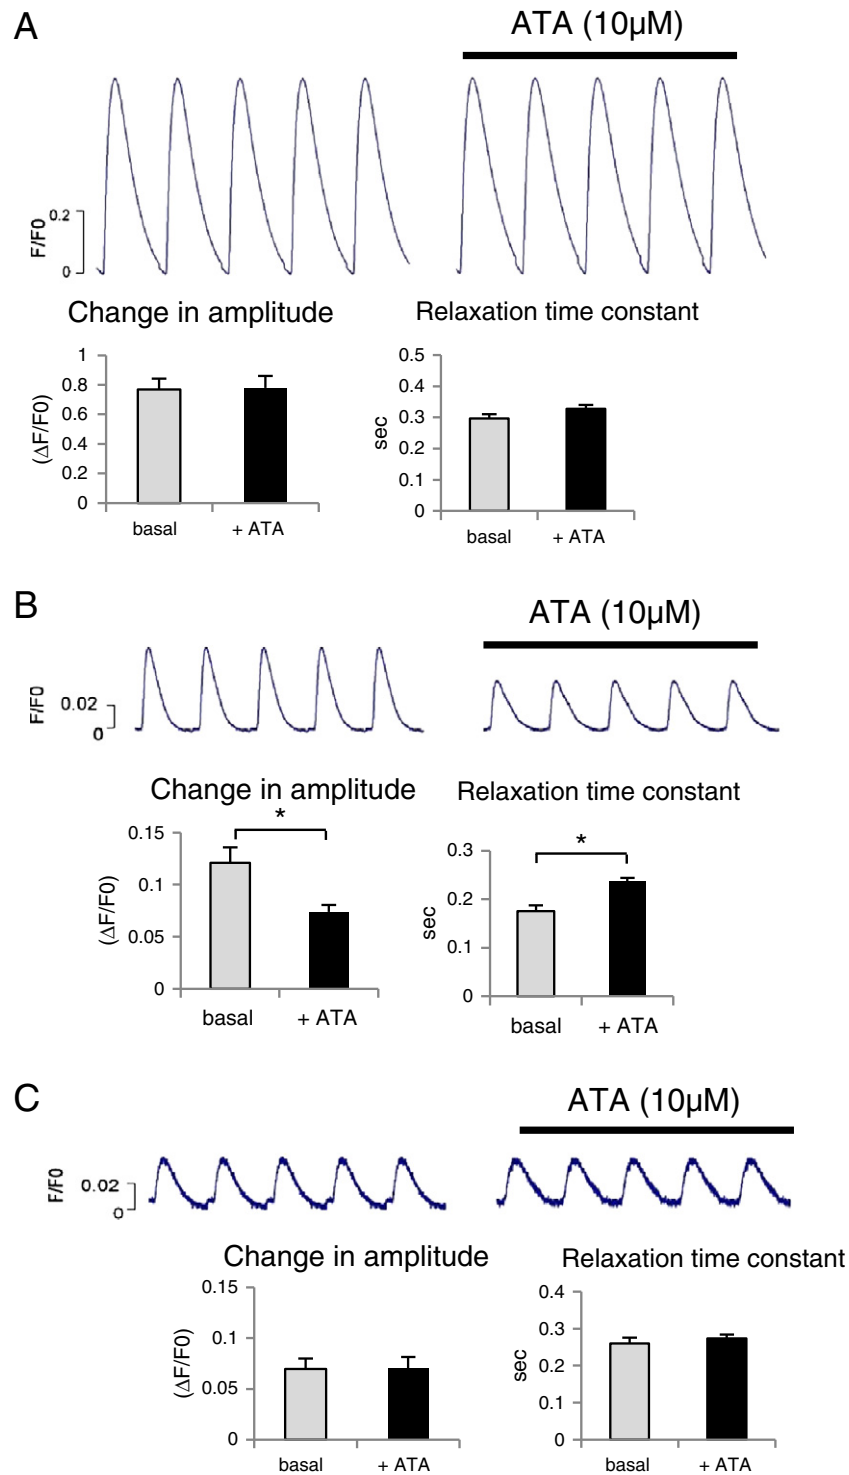 A
ATA (10µM)
F/F0
0.2
0
Change in amplitude
Relaxation time constant
(ΔF/F0)
1
0.8
0.6
0.4
0.2
0
basal
+ ATA
sec
0.5
0.4
0.3
0.2
0.1
0
basal
+ ATA
B
ATA (10µM)
F/F0
0.02
0
Change in amplitude
Relaxation time constant
(ΔF/F0)
0.15
0.1
0.05
0
*
basal
+ ATA
sec
0.3
0.2
0.1
0
*
basal
+ ATA
C
ATA (10µM)
F/F0
0.02
0
Change in amplitude
Relaxation time constant
(ΔF/F0)
0.15
0.1
0.05
0
basal
+ ATA
sec
0.4
0.3
0.2
0.1
0
basal
+ ATA